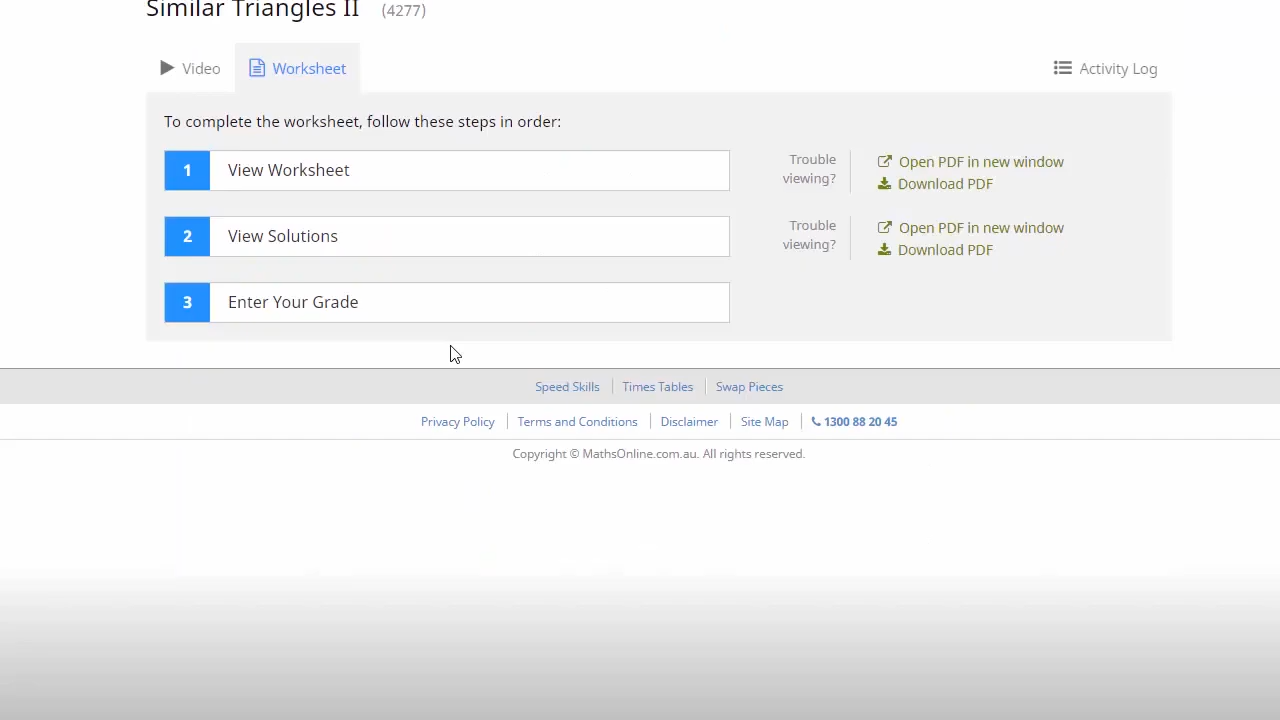 Similar Triangles II (4277)
Video Worksheet Activity Log
To complete the worksheet, follow these steps in order:
1 View Worksheet
Trouble viewing?
Open PDF in new window
Download PDF
2 View Solutions
Trouble viewing?
Open PDF in new window
Download PDF
3 Enter Your Grade
Speed Skills Times Tables Swap Pieces
Privacy Policy Terms and Conditions Disclaimer Site Map 1300 88 20 45
Copyright © MathsOnline.com.au. All rights reserved.